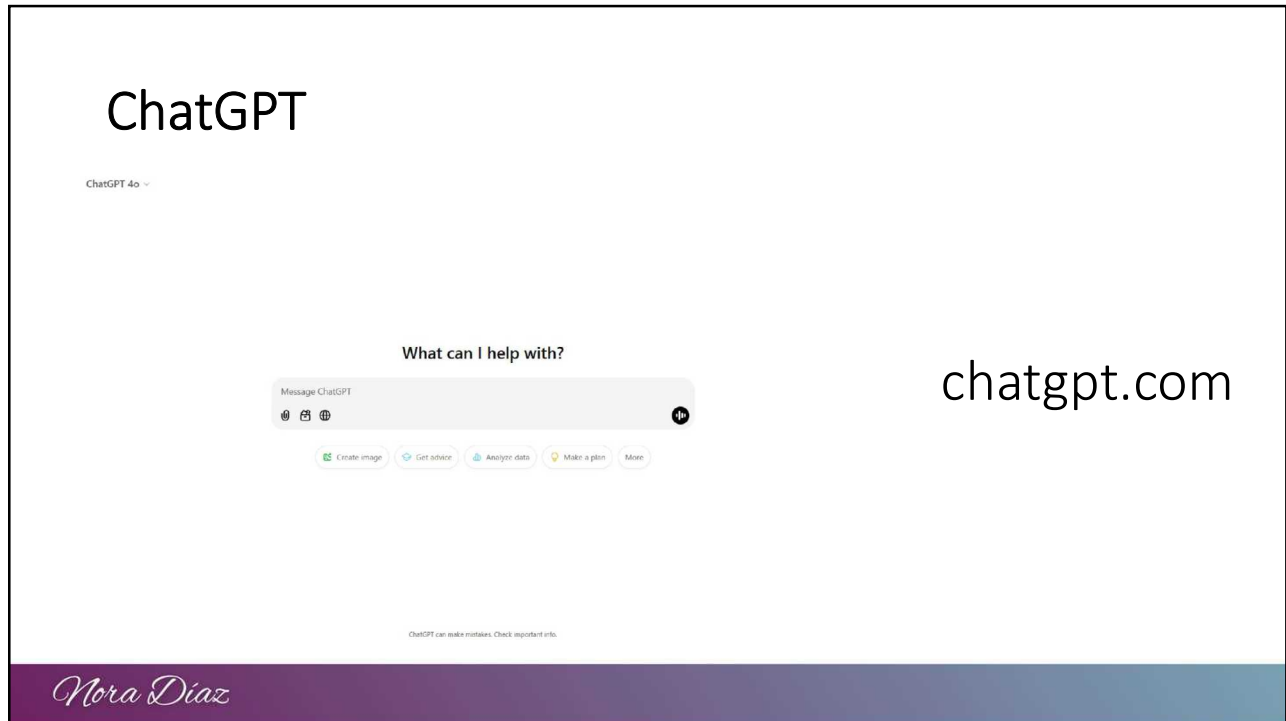 ChatGPT
ChatGPT 4o
What can I help with?
Message ChatGPT
chatgpt.com
Create image Get advice Analyze data Make a plan More
ChatGPT can make mistakes. Check important info.
Nora Díaz